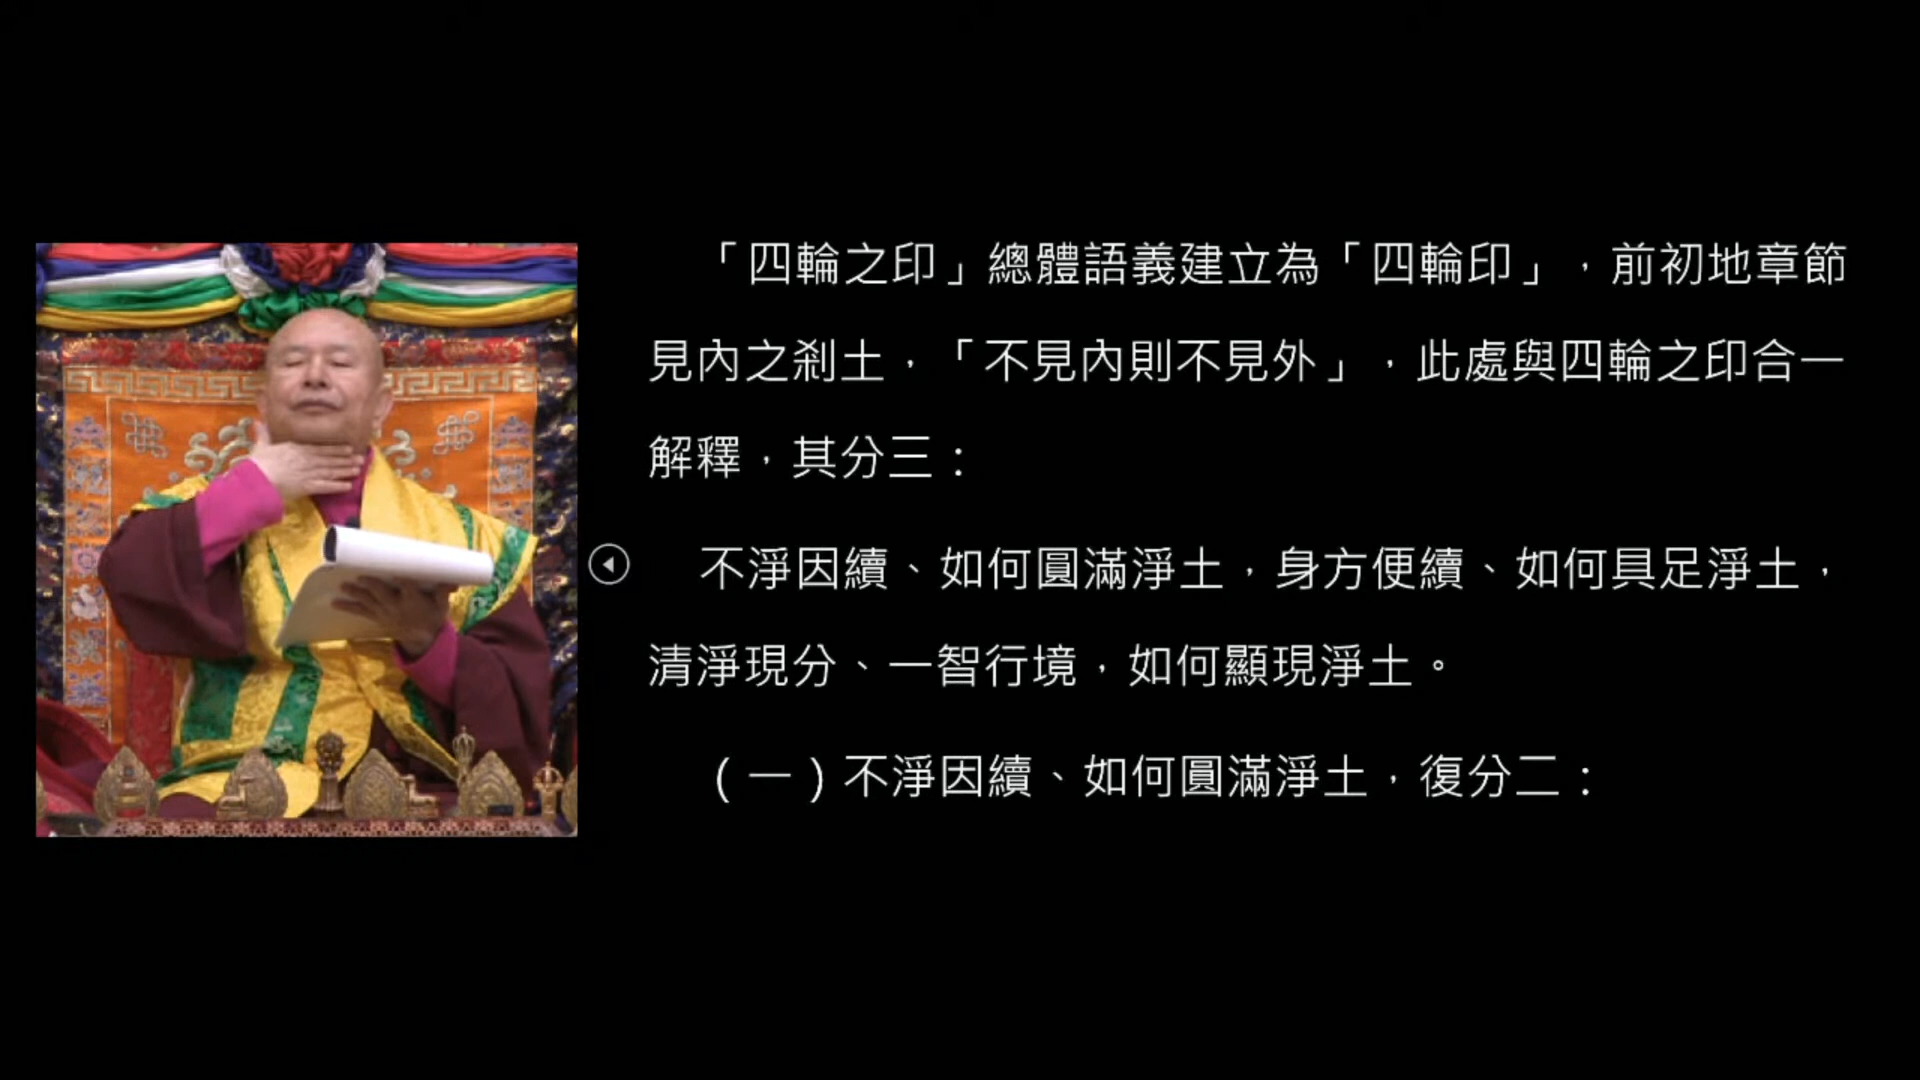 「四輪之印」總體語義建立為「四輪印」，前初地章節
見內之剎土，「不見內則不見外」，此處與四輪之印合一
解釋，其分三：
不淨因續、如何圓滿淨土，身方便續、如何具足淨土，
清淨現分、一智行境，如何顯現淨土。
(一)不淨因續、如何圓滿淨土，復分二：